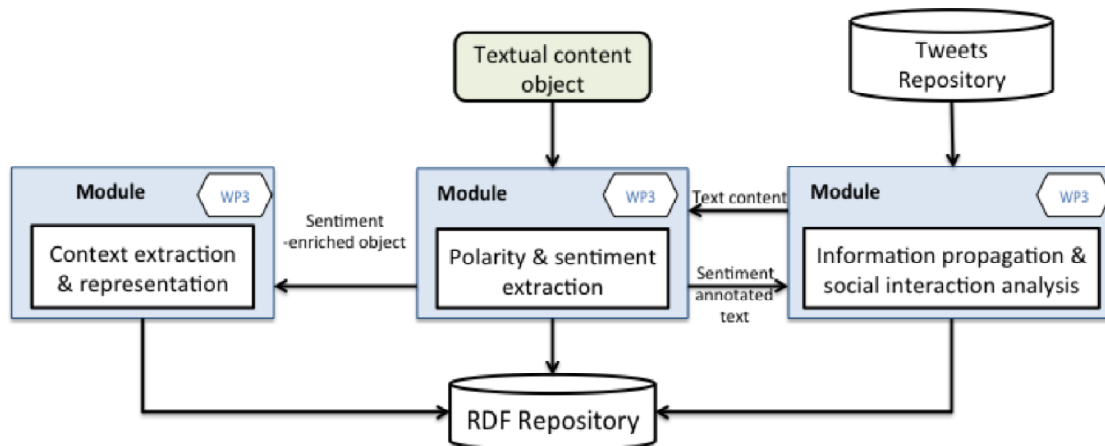 Textual content
object
Tweets
Repository
Module
WP3
Context extraction
& representation
Sentiment
-enriched object
Module
WP3
Polarity & sentiment
extraction
Text content
Sentiment
annotated
text
Module
WP3
Information propagation &
social interaction analysis
RDF Repository